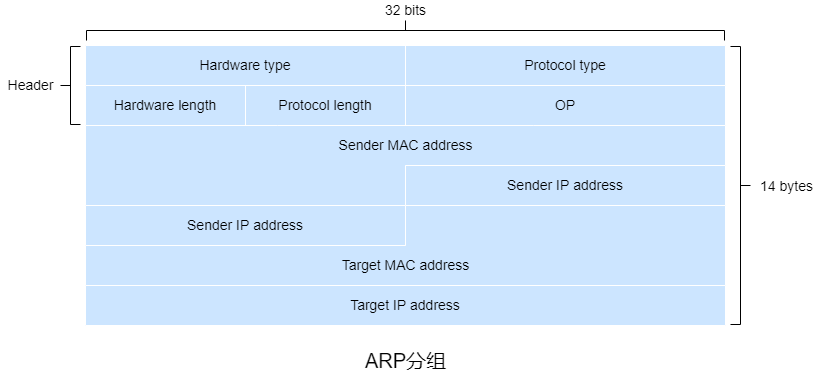 32 bits
Hardware type
Protocol type
Header
Hardware length
Protocol length
OP
Sender MAC address
Sender IP address
14 bytes
Sender IP address
Target MAC address
Target IP address
ARP分组